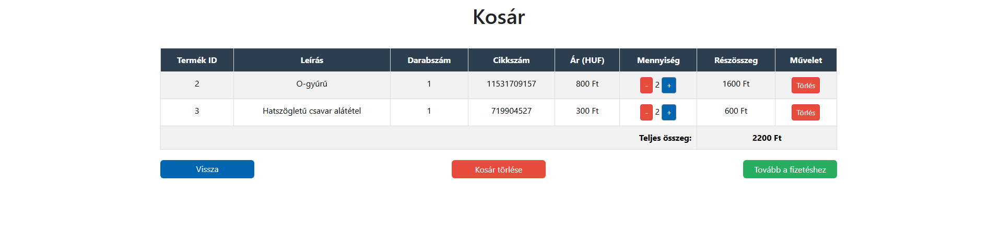 Kosár
Termék ID Leírás Darabszám Cikkszám Ár (HUF) Mennyiség Részösszeg Művelet
2 O-gyűrű 1 11531709157 800 Ft - 2 + 1600 Ft Törlés
3 Hatszögletű csavar alátétel 1 719904527 300 Ft - 2 + 600 Ft Törlés
Teljes összeg: 2200 Ft
Vissza Kosár törlése Tovább a fizetéshez